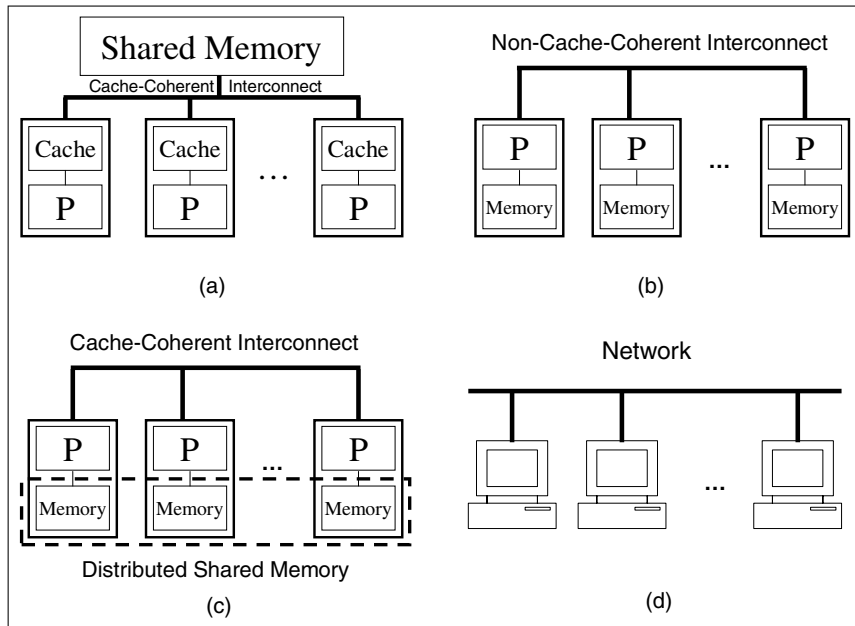 Shared Memory
Cache-Coherent Interconnect
Cache Cache Cache
P P ... P
(a)
Non-Cache-Coherent Interconnect
P P ... P
Memory Memory Memory
(b)
Cache-Coherent Interconnect
P P ... P
Memory Memory Memory
Distributed Shared Memory
(c)
Network
...
(d)